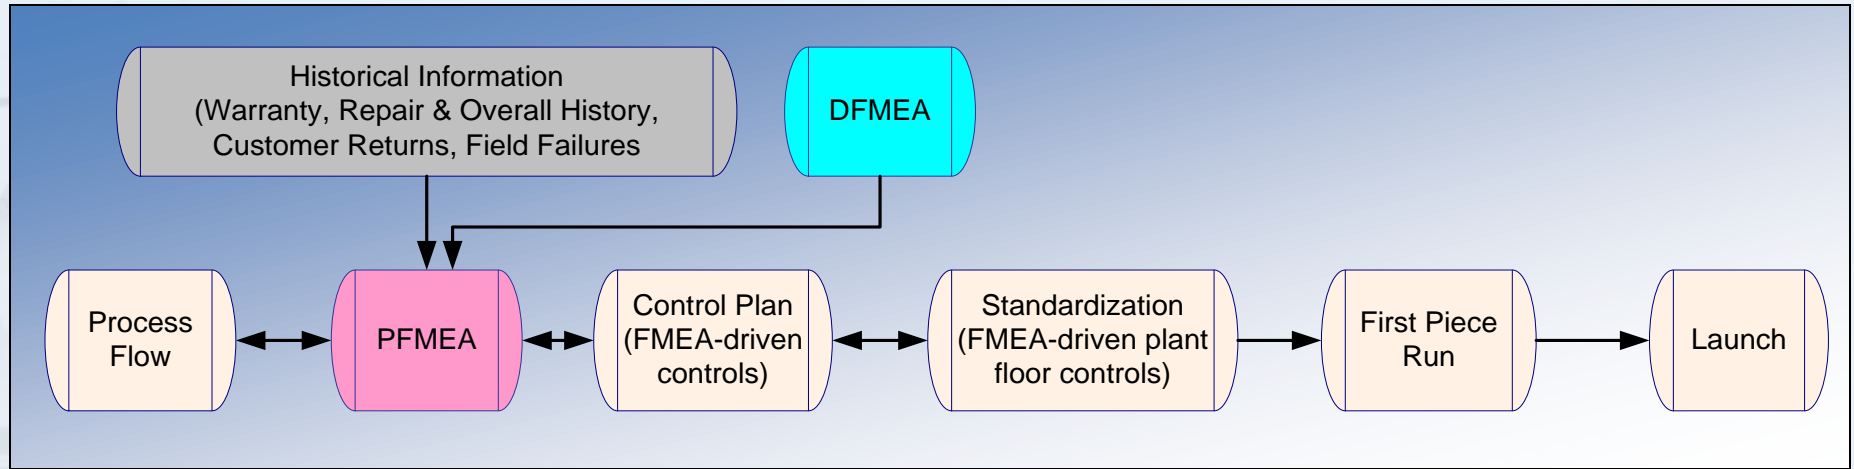 Historical Information
(Warranty, Repair & Overall History,
Customer Returns, Field Failures
DFMEA
Process
Flow
PFMEA
Control Plan
(FMEA-driven
controls)
Standardization
(FMEA-driven plant
floor controls)
First Piece
Run
Launch